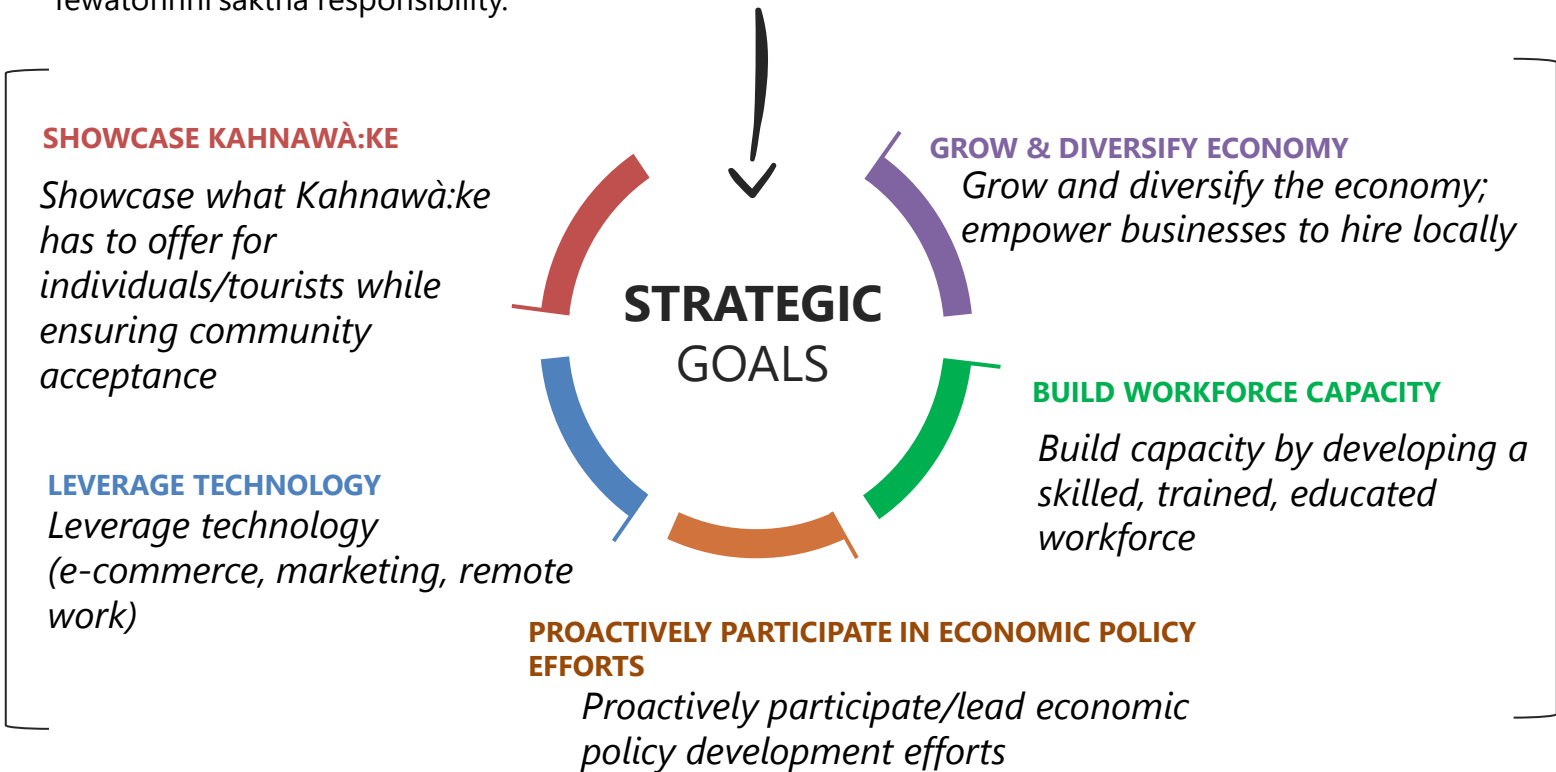 responsibility.
SHOWCASE KAHNAWÀ:KE
Showcase what Kahnawà:ke
has to offer for
individuals/tourists while
ensuring community
acceptance
LEVERAGE TECHNOLOGY
Leverage technology
(e-commerce, marketing, remote
work)
STRATEGIC
GOALS
GROW & DIVERSIFY ECONOMY
Grow and diversify the economy;
empower businesses to hire locally
BUILD WORKFORCE CAPACITY
Build capacity by developing a
skilled, trained, educated
workforce
PROACTIVELY PARTICIPATE IN ECONOMIC POLICY
EFFORTS
Proactively participate/lead economic
policy development efforts